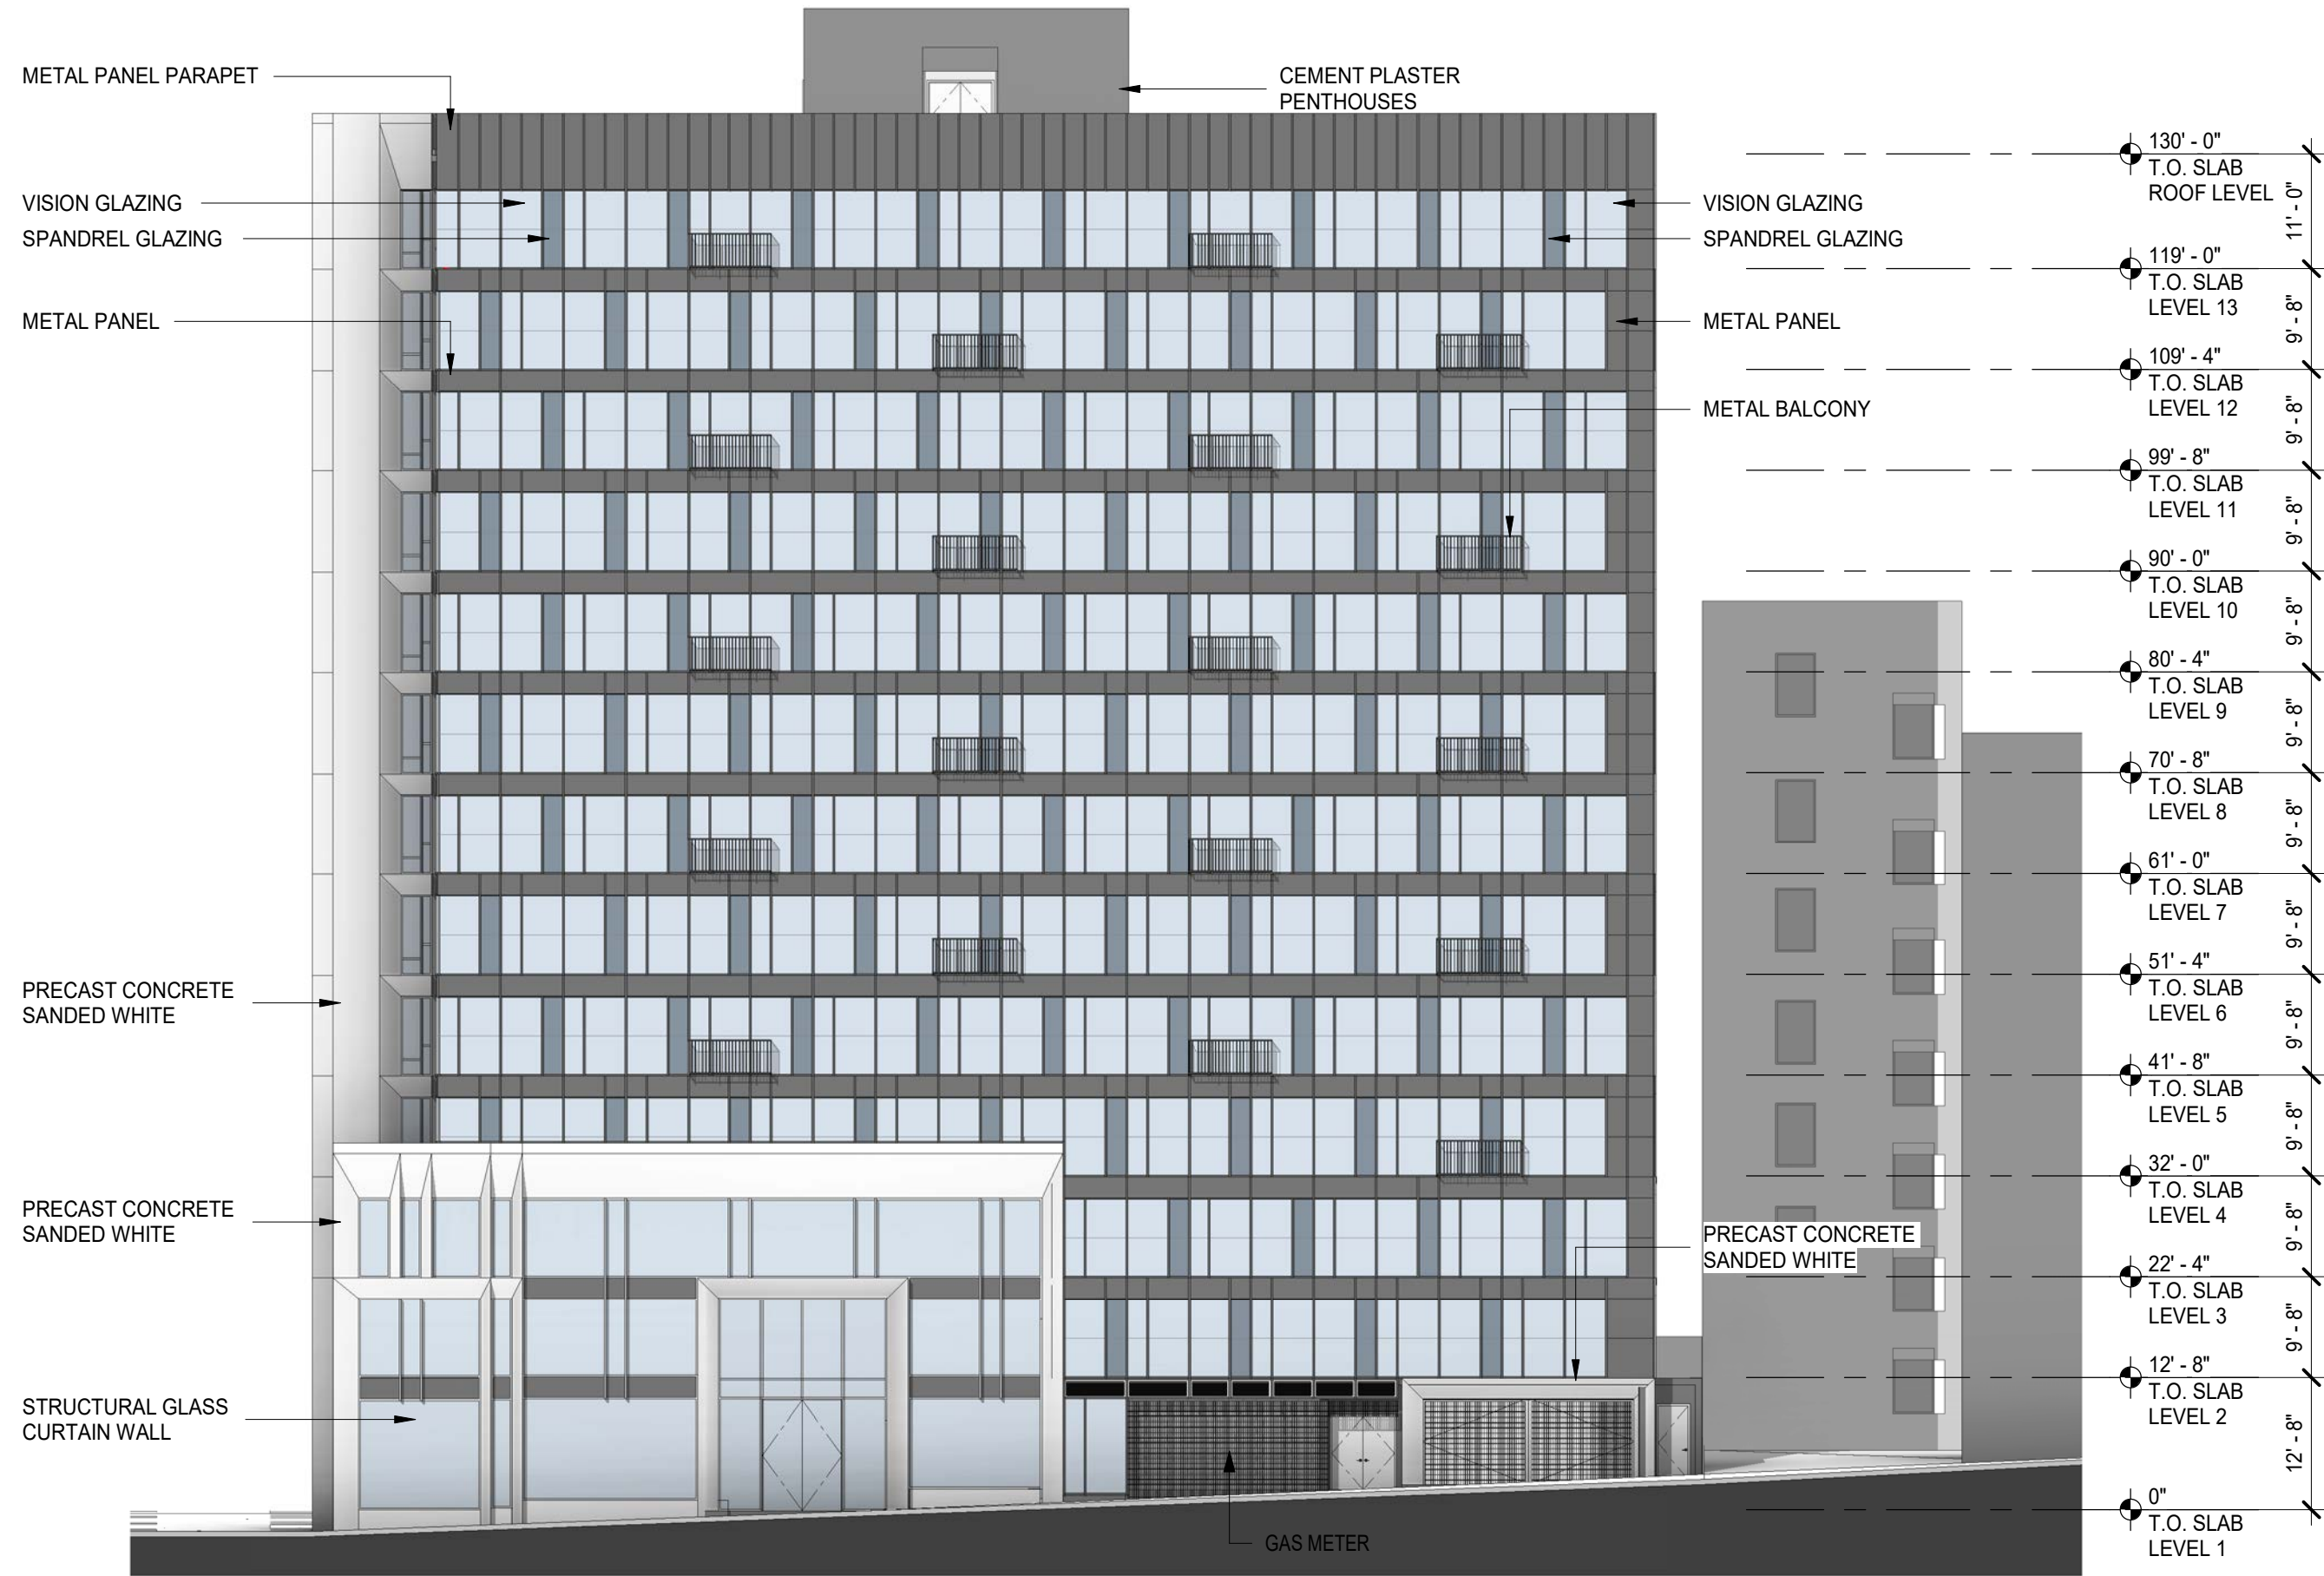 METAL PANEL PARAPET
CEMENT PLASTER
PENTHOUSES
VISION GLAZING
SPANDREL GLAZING
METAL PANEL
PRECAST CONCRETE
SANDED WHITE
PRECAST CONCRETE
SANDED WHITE
STRUCTURAL GLASS
CURTAIN WALL
GAS METER
VISION GLAZING
SPANDREL GLAZING
METAL PANEL
METAL BALCONY
PRECAST CONCRETE
SANDED WHITE
130' - 0"
T.O. SLAB
ROOF LEVEL
11' - 0"
119' - 0"
T.O. SLAB
LEVEL 13
9' - 8"
109' - 4"
T.O. SLAB
LEVEL 12
9' - 8"
99' - 8"
T.O. SLAB
LEVEL 11
9' - 8"
90' - 0"
T.O. SLAB
LEVEL 10
9' - 8"
80' - 4"
T.O. SLAB
LEVEL 9
9' - 8"
70' - 8"
T.O. SLAB
LEVEL 8
9' - 8"
61' - 0"
T.O. SLAB
LEVEL 7
9' - 8"
51' - 4"
T.O. SLAB
LEVEL 6
9' - 8"
41' - 8"
T.O. SLAB
LEVEL 5
9' - 8"
32' - 0"
T.O. SLAB
LEVEL 4
9' - 8"
22' - 4"
T.O. SLAB
LEVEL 3
9' - 8"
12' - 8"
T.O. SLAB
LEVEL 2
12' - 8"
0"
T.O. SLAB
LEVEL 1